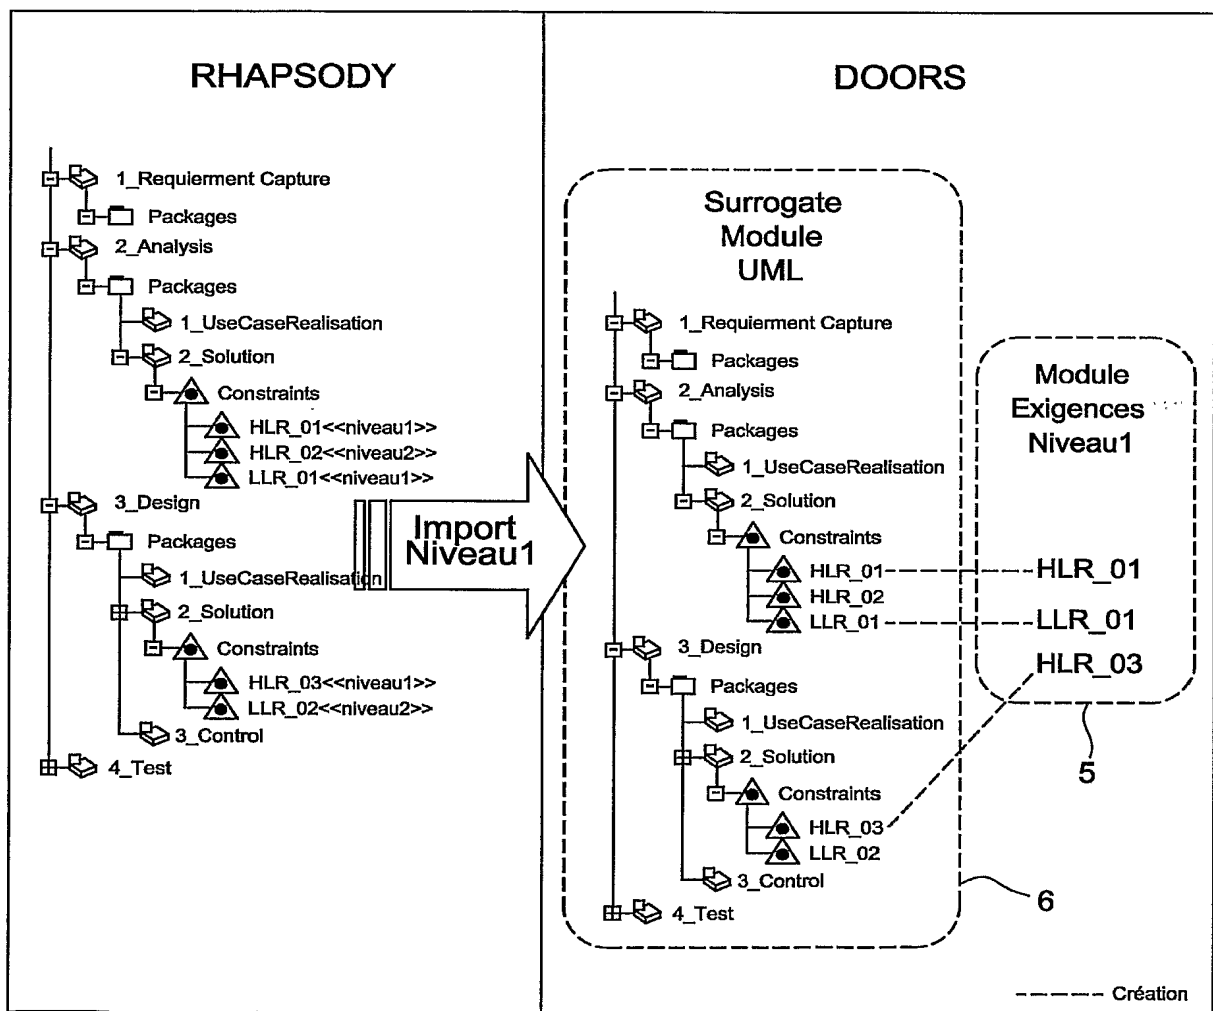 RHAPSODY
1_Requierment Capture
Packages
2_Analysis
Packages
1_UseCaseRealisation
2_Solution
Constraints
HLR_01<<niveau1>>
HLR_02<<niveau2>>
LLR_01<<niveau1>>
3_Design
Packages
1_UseCaseRealisation
2_Solution
Constraints
HLR_03<<niveau1>>
LLR_02<<niveau2>>
3_Control
4_Test
Import
Niveau1
DOORS
Surrogate
Module
UML
1_Requierment Capture
Packages
2_Analysis
Packages
1_UseCaseRealisation
2_Solution
Constraints
HLR_01
HLR_02
LLR_01
3_Design
Packages
1_UseCaseRealisation
2_Solution
Constraints
HLR_03
LLR_02
3_Control
4_Test
6
Module
Exigences
Niveau1
HLR_01
LLR_01
HLR_03
5
Création